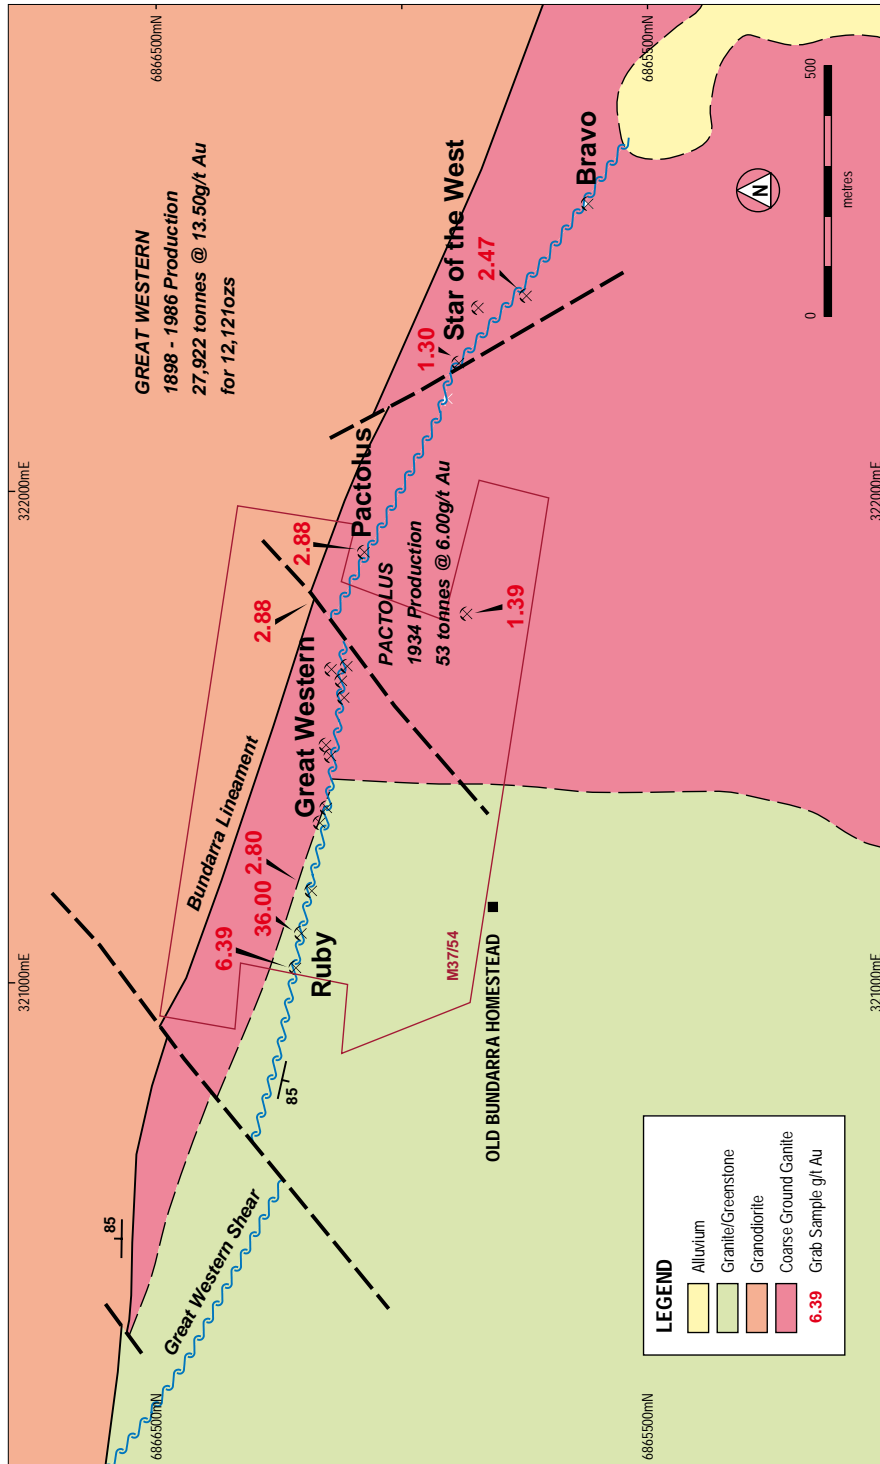 6866500mN
6865500mN
GREAT WESTERN
1898 - 1986 Production
27,922 tonnes @ 13.50g/t Au
for 12,121ozs
Bravo
Star of the West
2.47
1.30
N
0
500
metres
322000mE
322000mE
Pactolus
2.88
2.88
PACTOLUS
1934 Production
53 tonnes @ 6.00g/t Au
1.39
Great Western
Bundarra Lineament
2.80
36.00
6.39
Ruby
M37/54
OLD BUNDARRA HOMESTEAD
321000mE
321000mE
85
85
Great Western Shear
6866500mN
6865500mN
LEGEND
Alluvium
Granite/Greenstone
Granodiorite
Coarse Ground Ganite
6.39 Grab Sample g/t Au